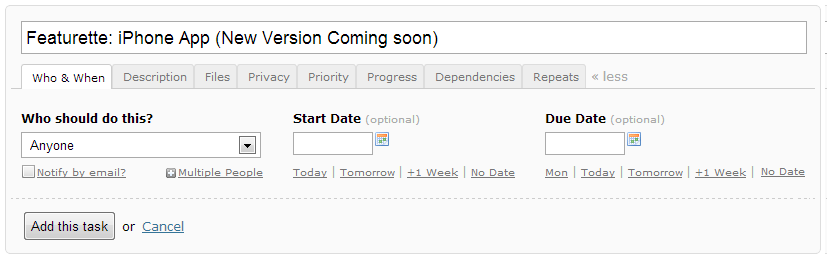 Featurette: iPhone App (New Version Coming soon)
Who & When Description Files Privacy Priority Progress Dependencies Repeats « less
Who should do this? Start Date (optional) Due Date (optional)
Anyone
Notify by email? Multiple People Today | Tomorrow | +1 Week | No Date Mon | Today | Tomorrow | +1 Week | No Date
Add this task or Cancel